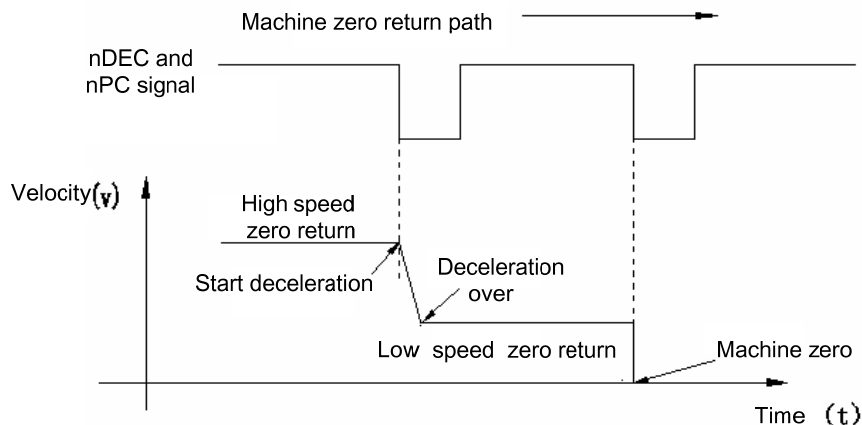 Machine zero return path
nDEC and
nPC signal
Velocity(v)
High speed
zero return
Start deceleration
Deceleration
over
Low speed zero return
Machine zero
Time (t)